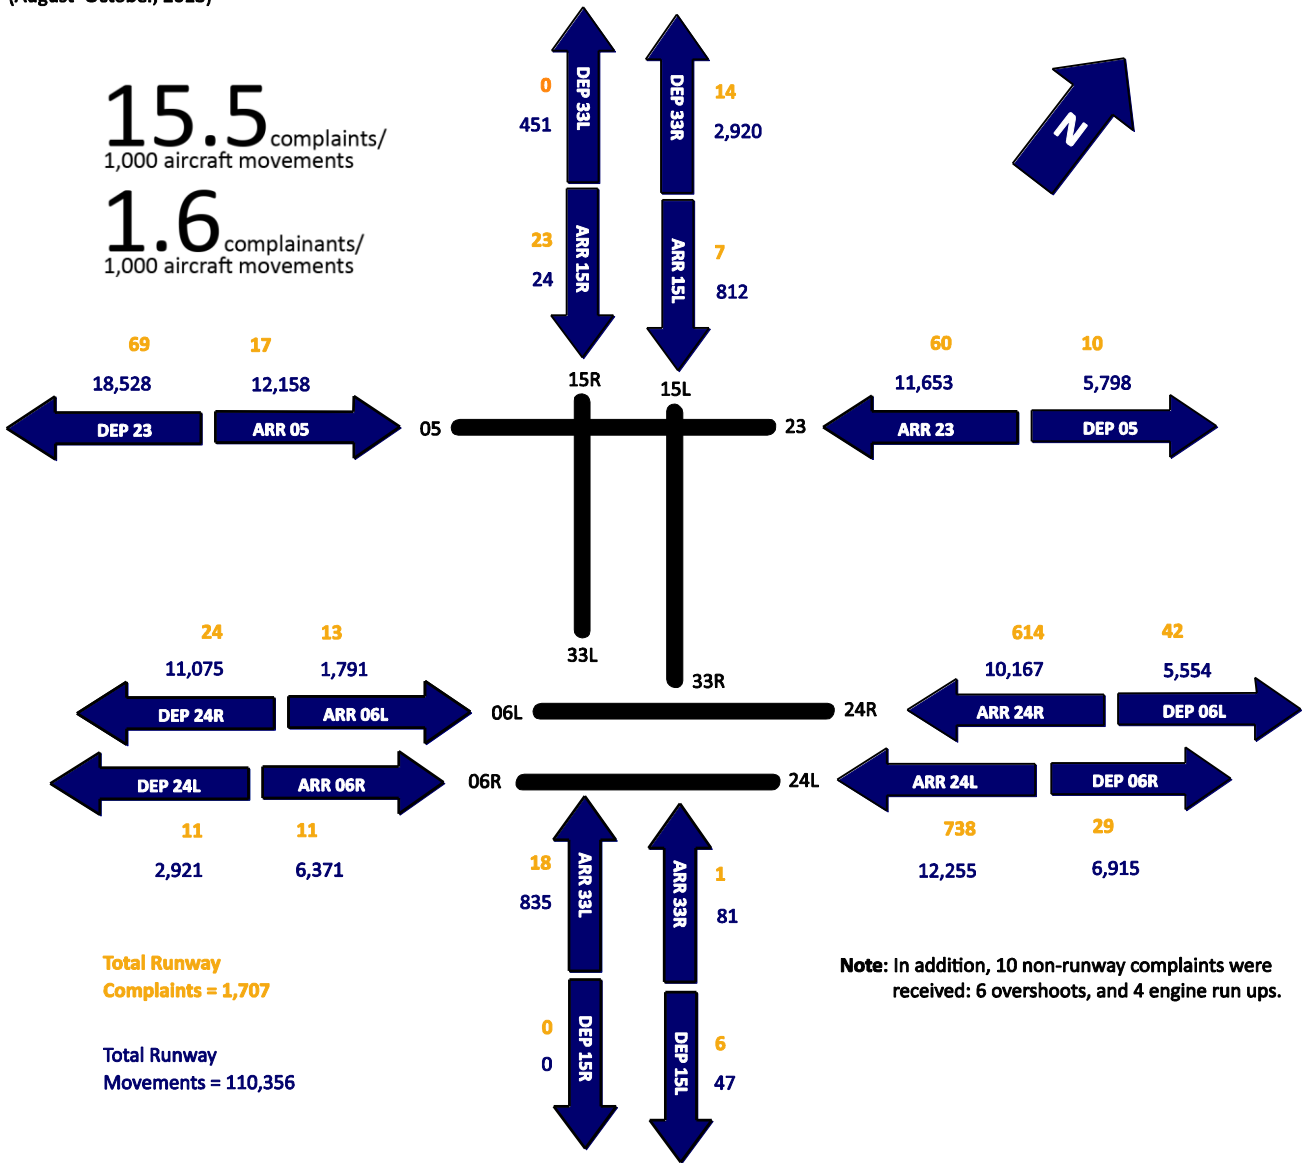 15.5 complaints/
1,000 aircraft movements
1.6 complainants/
1,000 aircraft movements
0
451
DEP 33L
DEP 33R
14
2,920
N
23
24
ARR 15R
ARR 15L
7
812
69
18,528
DEP 23
17
12,158
ARR 05
15R
15L
05
23
60
11,653
ARR 23
10
5,798
DEP 05
33L
33R
24
11,075
DEP 24R
13
1,791
ARR 06L
06L
24R
614
10,167
ARR 24R
42
5,554
DEP 06L
DEP 24L
11
2,921
ARR 06R
11
6,371
06R
24L
ARR 24L
738
12,255
DEP 06R
29
6,915
18
835
ARR 33L
ARR 33R
1
81
0
0
DEP 15R
DEP 15L
6
47
Total Runway
Complaints = 1,707
Total Runway
Movements = 110,356
Note: In addition, 10 non-runway complaints were
received: 6 overshoots, and 4 engine run ups.